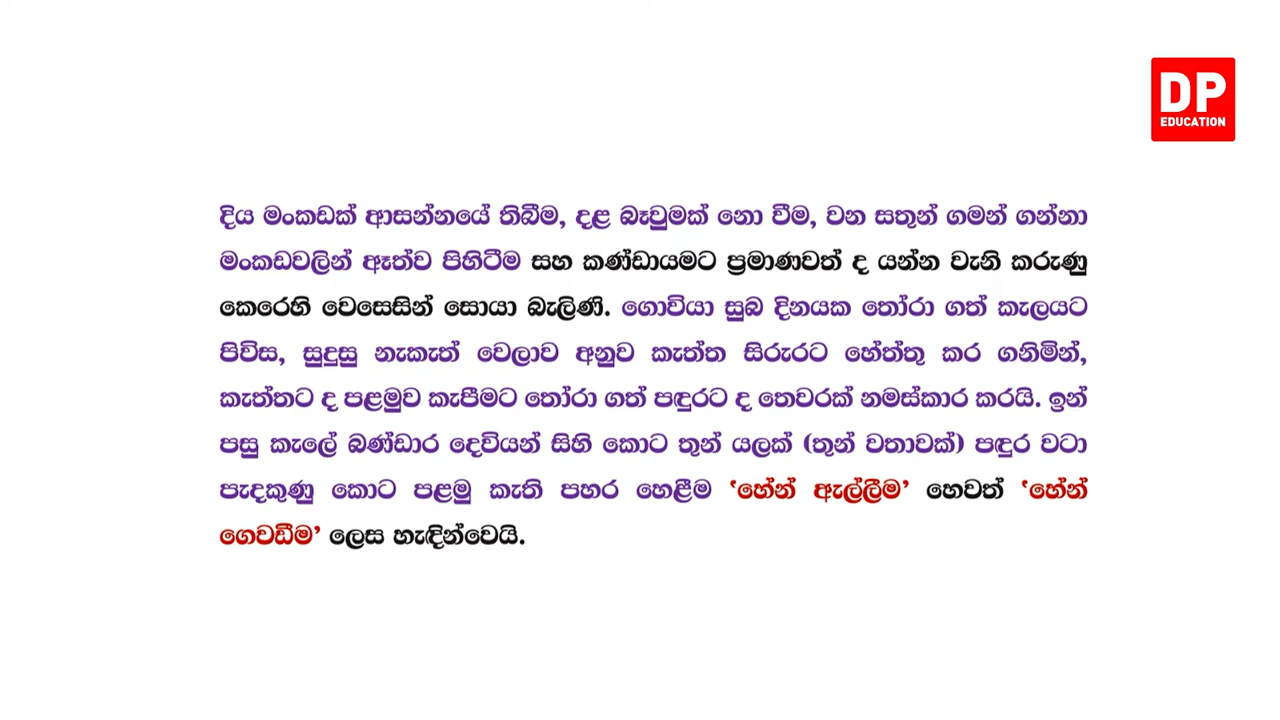 DP
EDUCATION
දිය මංකඩක් ආසන්නයේ තිබීම, දළ බෑවුමක් නො වීම, වන සතුන් ගමන් ගන්නා
මංකඩවලින් ඈත්ව පිහිටීම සහ කණ්ඩායමට ප්‍රමාණවත් ද යන්න වැනි කරුණු
කෙරෙහි වෙසෙසින් සොයා බැලිණි. ගොවියා සුබ දිනයක තෝරා ගත් කැලයට
පිවිස, සුදුසු නැකැත් වෙලාව අනුව කැත්ත සිරුරට හේත්තු කර ගනිමින්,
කැත්තට ද පළමුව කැපීමට තෝරා ගත් පඳුරට ද තෙවරක් නමස්කාර කරයි. ඉන්
පසු කැලේ බණ්ඩාර දෙවියන් සිහි කොට තුන් යලක් (තුන් වතාවක්) පඳුර වටා
පැදකුණු කොට පළමු කැති පහර හෙළීම ‘හේන් ඇල්ලීම’ හෙවත් ‘හේන්
ගෙවඩීම’ ලෙස හැඳින්වෙයි.